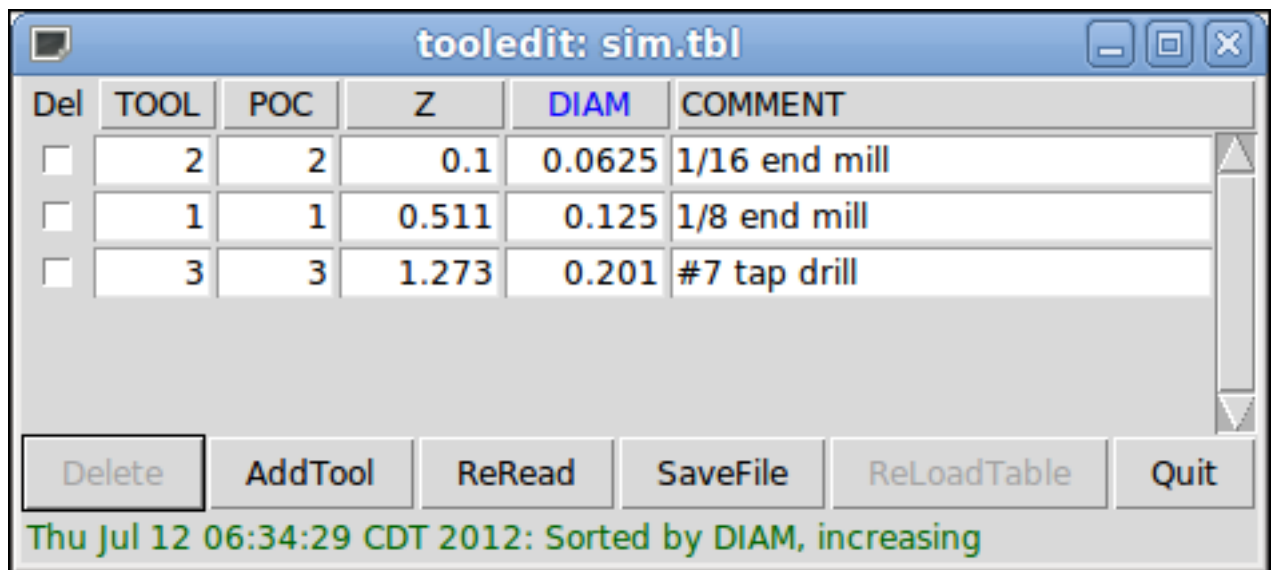 tooledit: sim.tbl
Del TOOL POC Z DIAM COMMENT
2 2 0.1 0.0625 1/16 end mill
1 1 0.511 0.125 1/8 end mill
3 3 1.273 0.201 #7 tap drill
Delete AddTool ReRead SaveFile ReLoadTable Quit
Thu Jul 12 06:34:29 CDT 2012: Sorted by DIAM, increasing